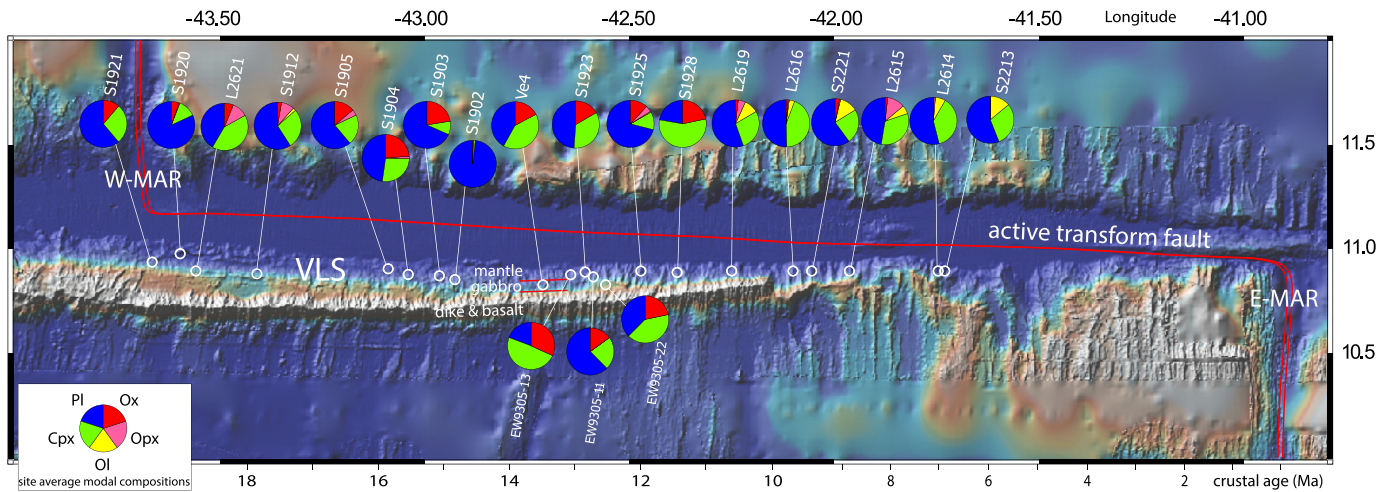 -43.50 -43.00 -42.50 -42.00 -41.50 Longitude -41.00
S1921
S1920
L2621
S1912
S1905
S1904
S1903
S1902
Ve4
S1923
S1925
S1928
L2619
L2616
S2221
L2615
L2614
S2213
11.5
W-MAR
active transform fault
11.0
VLS
mantle
gabbro
dike & basalt
E-MAR
10.5
EW9305-13
EW9305-11
EW9305-22
Pl Ox
Cpx Opx
Ol
site average modal compositions
18 16 14 12 10 8 6 4 2 crustal age (Ma)